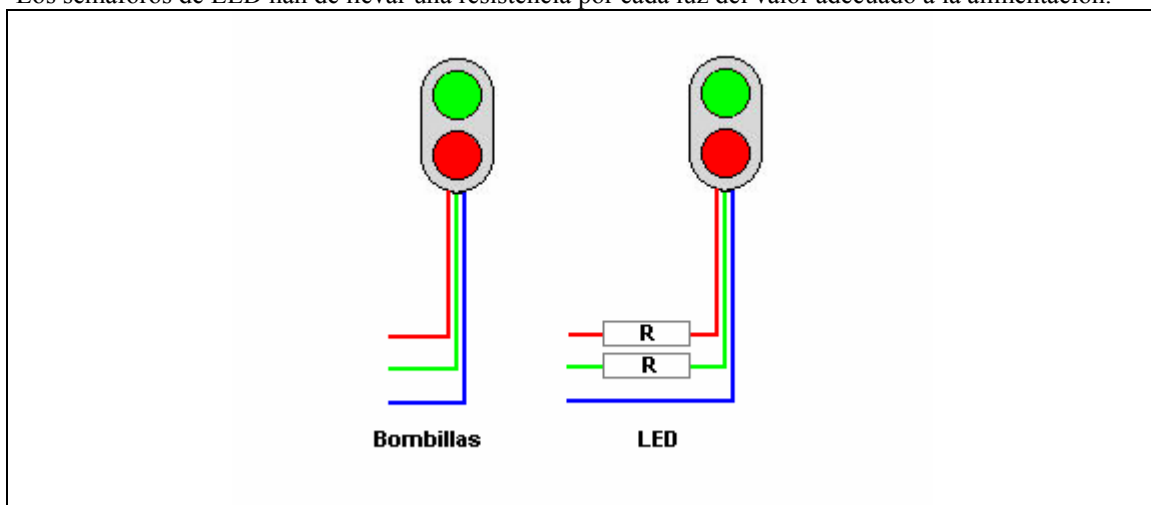 Los semáforos de LED han de llevar una resistencia por cada luz del valor adecuado a la alimentación.
R
R
Bombillas LED